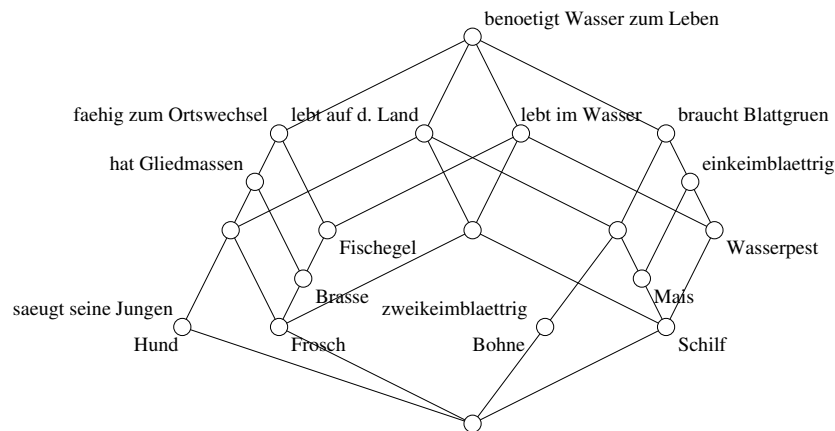 benoetigt Wasser zum Leben
faehig zum Ortswechsel
lebt auf d. Land
lebt im Wasser
braucht Blattgruen
hat Gliedmassen
einkeimblaettrig
Fischegel
Wasserpest
Brasse
Mais
saeugt seine Jungen
zweikeimblaettrig
Hund
Frosch
Bohne
Schilf